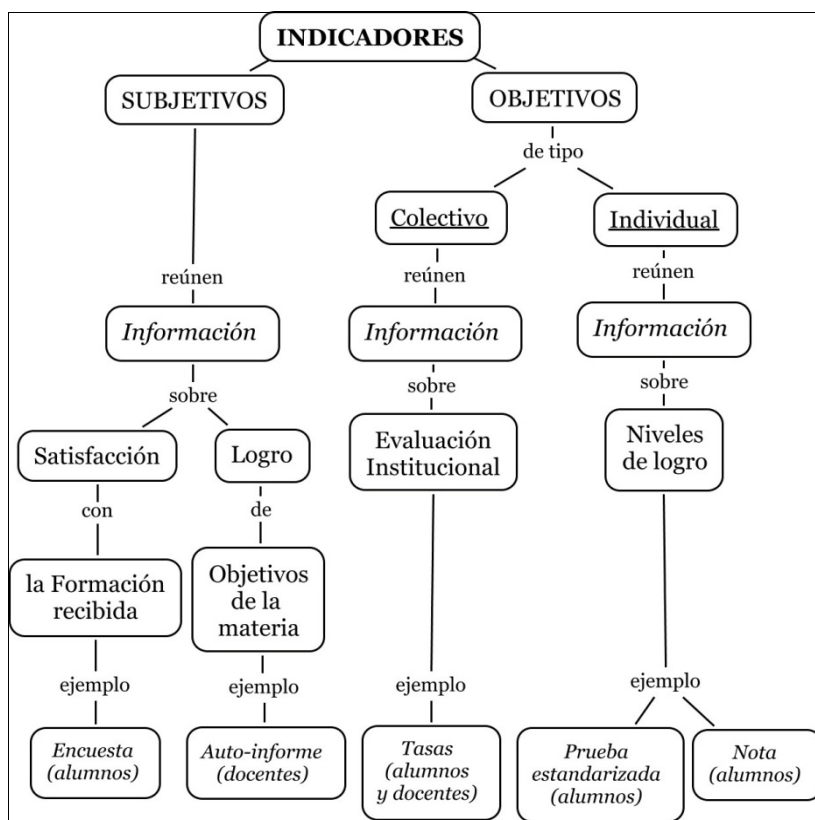 INDICADORES
SUBJETIVOS
OBJETIVOS
de tipo
Colectivo
Individual
reúnen
reúnen
reúnen
Información
Información
Información
sobre
sobre
sobre
Satisfacción
Logro
Evaluación
Institucional
Niveles
de logro
con
de
la Formación
recibida
Objetivos
de la
materia
ejemplo
ejemplo
ejemplo
ejemplo
Encuesta
(alumnos)
Auto-informe
(docentes)
Tasas
(alumnos
y docentes)
Prueba
estandarizada
(alumnos)
Nota
(alumnos)